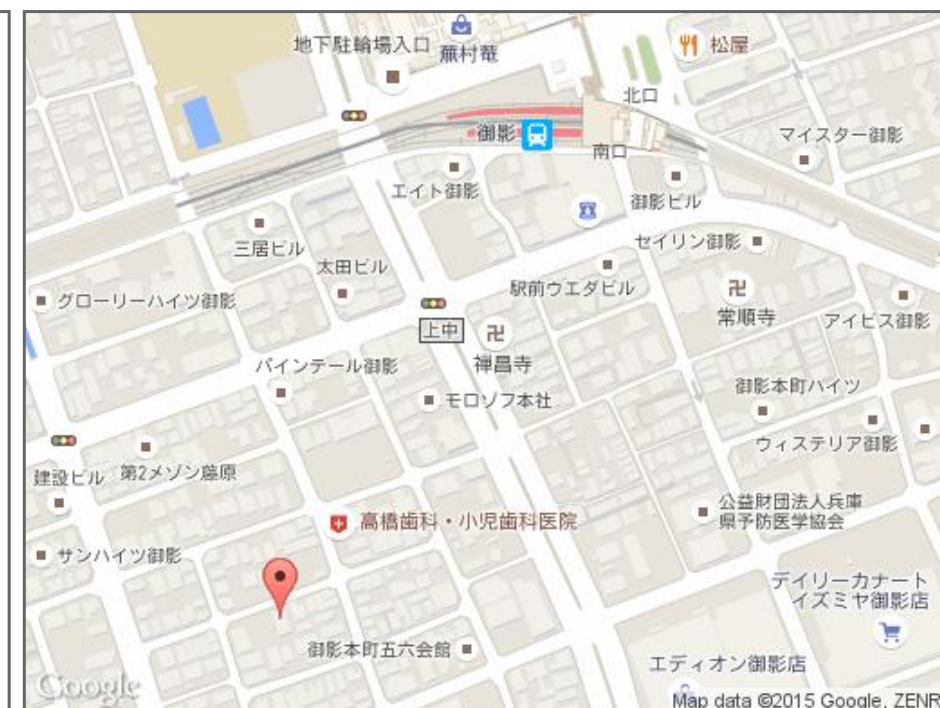 地下駐輪場入口
蕪村菴
松屋
北口
御影
南口
マイスター御影
エイト御影
御影ビル
三居ビル
セイリン御影
太田ビル
駅前ウエダビル
グローリーハイツ御影
常順寺
アイビス御影
上中
禅昌寺
パインテール御影
御影本町ハイツ
モロゾフ本社
ウィステリア御影
建設ビル
第2メゾン藤原
公益財団法人兵庫
県予防医学協会
高橋歯科・小児歯科医院
サンハイツ御影
デイリーカナート
イズミヤ御影店
御影本町五六会館
エディオン御影店
Google
Map data ©2015 Google, ZENR